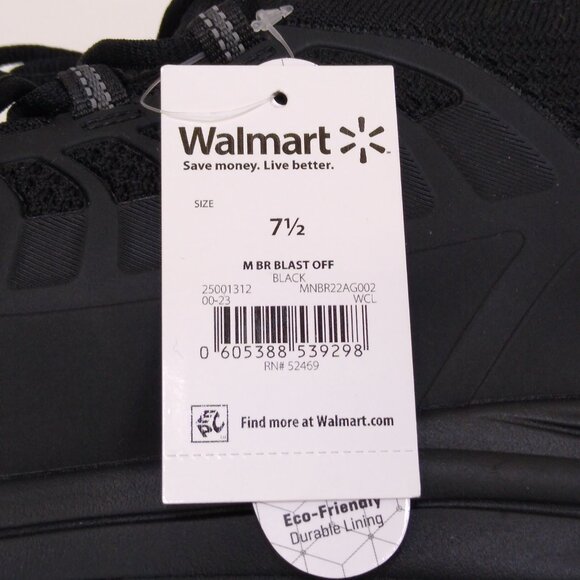 Walmart
Save money. Live better.
SIZE
7½
M BR BLAST OFF
BLACK
25001312 MNBR22AG002
00-23 WCL
0 605388 539298
RN# 52469
EPC
Find more at Walmart.com
Eco-Friendly
Durable Lining